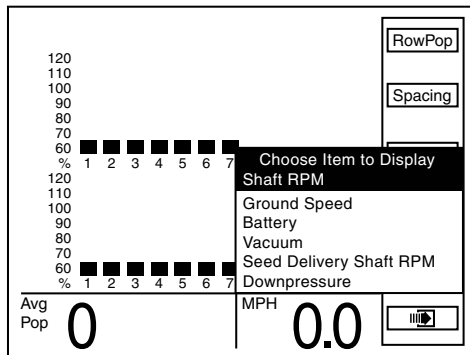 RowPop
120
110
100
90
80
70
60
% 1 2 3 4 5 6 7
Spacing
Choose Item to Display
Shaft RPM
Ground Speed
Battery
Vacuum
Seed Delivery Shaft RPM
Downpressure
120
110
100
90
80
70
60
% 1 2 3 4 5 6 7
Avg
Pop 0
MPH 0.0